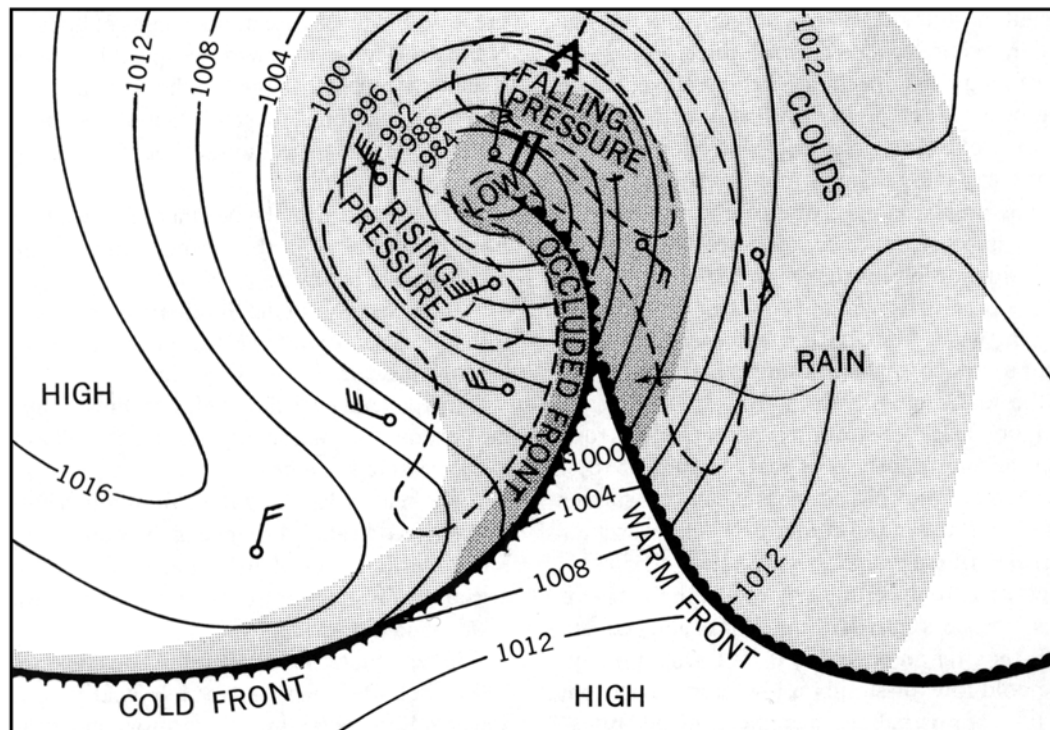 1012
1008
1004
1000
996
992
988
984
1012
CLOUDS
FALLING
PRESSURE
LOW
RISING
PRESSURE
OCCLUDED FRONT
RAIN
HIGH
1016
1000
1004
1008
1012
WARM FRONT
1012
COLD FRONT
HIGH